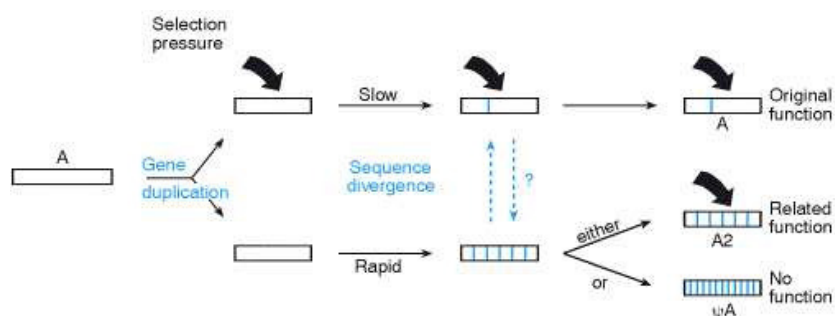 Selection
pressure
Slow
Original
function
A
A
Gene
duplication
Sequence
divergence
?
either
Related
function
A2
Rapid
or
No
function
ψA